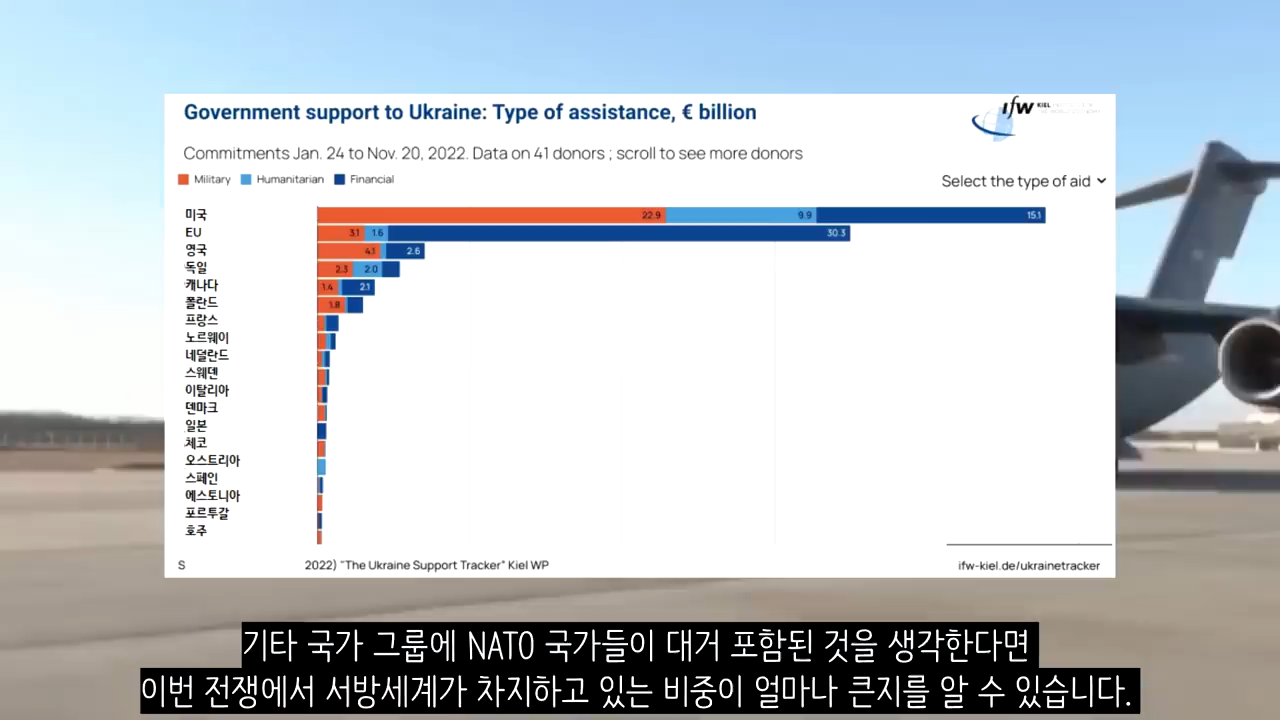 Government support to Ukraine: Type of assistance, € billion
ifw KIEL
Commitments Jan. 24 to Nov. 20, 2022. Data on 41 donors ; scroll to see more donors
Military Humanitarian Financial
Select the type of aid
미국 22.9 9.9 15.1
EU 3.1 1.6 30.3
영국 4.1 2.6
독일 2.3 2.0
캐나다 1.4 2.1
폴란드 1.8
프랑스
노르웨이
네덜란드
스웨덴
이탈리아
덴마크
일본
체코
오스트리아
스페인
에스토니아
포르투갈
호주
S 2022) "The Ukraine Support Tracker" Kiel WP
ifw-kiel.de/ukrainetracker
기타 국가 그룹에 NATO 국가들이 대거 포함된 것을 생각한다면
이번 전쟁에서 서방세계가 차지하고 있는 비중이 얼마나 큰지를 알 수 있습니다.